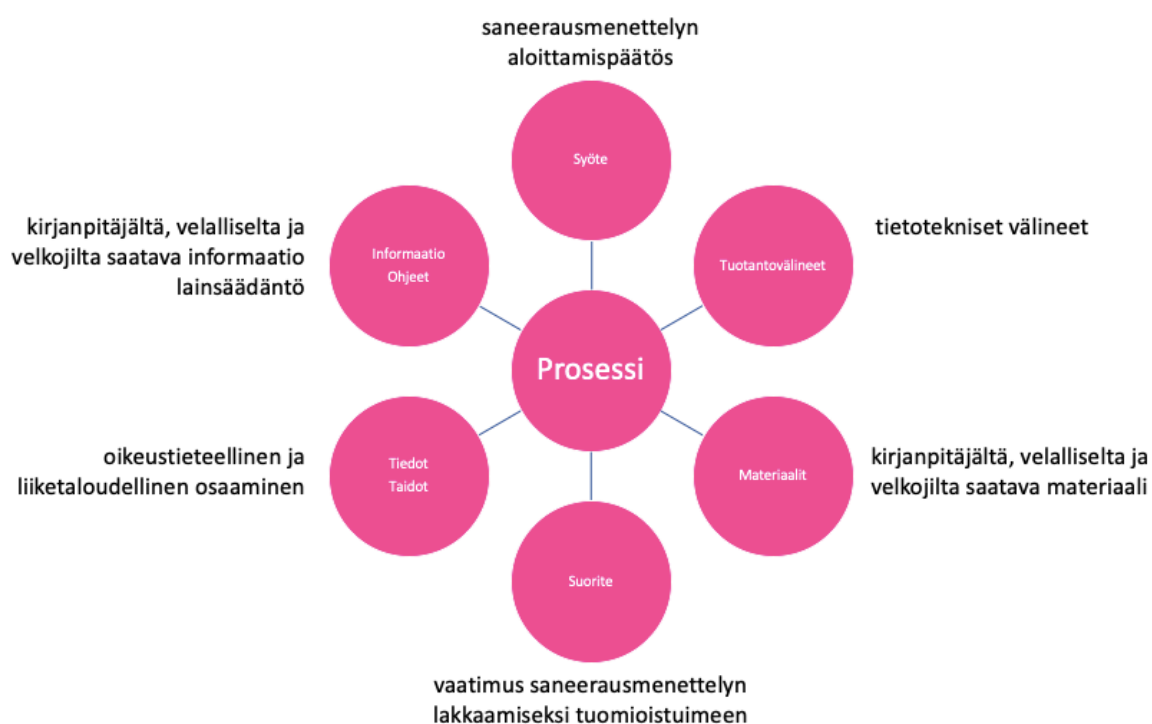 saneerausmenettelyn
aloittamispäätös
Syöte
kirjanpitäjältä, velalliselta ja
velkojilta saatava informaatio
lainsäädäntö
Informaatio
Ohjeet
Tuotantovälineet
tietotekniset välineet
Prosessi
oikeustieteellinen ja
liiketaloudellinen osaaminen
Tiedot
Taidot
Materiaalit
kirjanpitäjältä, velalliselta ja
velkojilta saatava materiaali
Suorite
vaatimus saneerausmenettelyn
lakkaamiseksi tuomioistuimeen